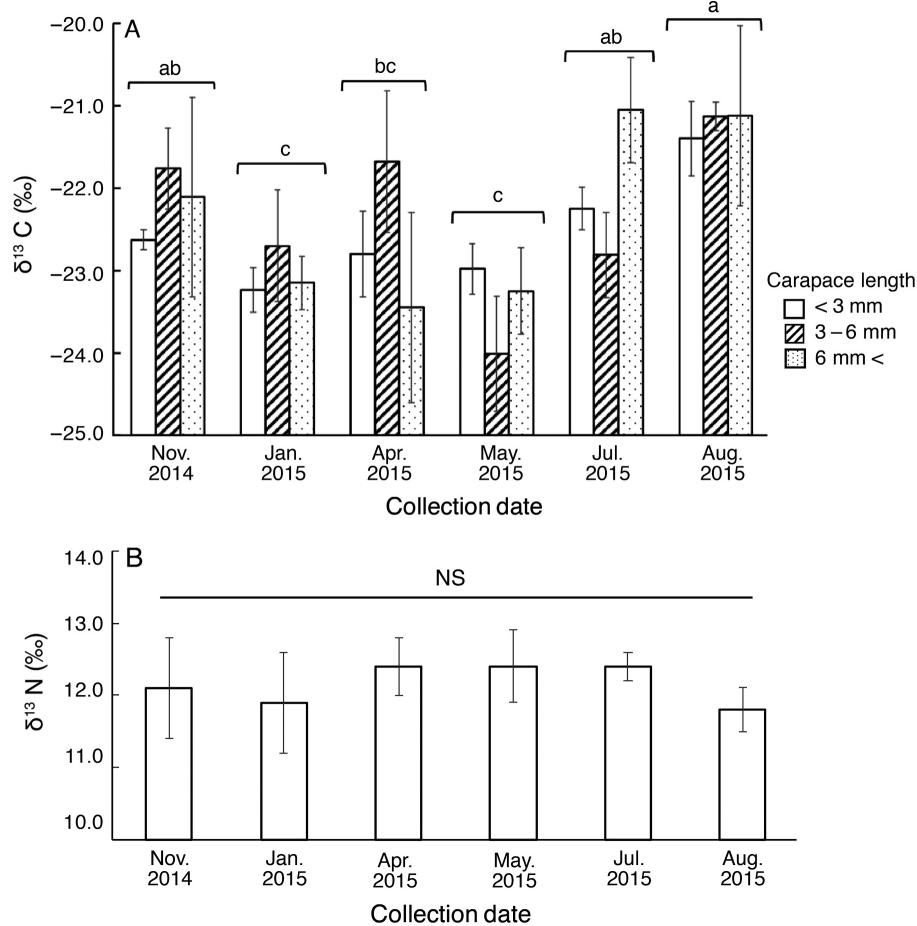 A
−20.0
−21.0
−22.0
−23.0
−24.0
−25.0
δ13 C (‰)
ab
c
bc
c
ab
a
Carapace length
< 3 mm
3 – 6 mm
6 mm <
Nov. 2014
Jan. 2015
Apr. 2015
May. 2015
Jul. 2015
Aug. 2015
Collection date
B
14.0
13.0
12.0
11.0
10.0
δ13 N (‰)
NS
Nov. 2014
Jan. 2015
Apr. 2015
May. 2015
Jul. 2015
Aug. 2015
Collection date